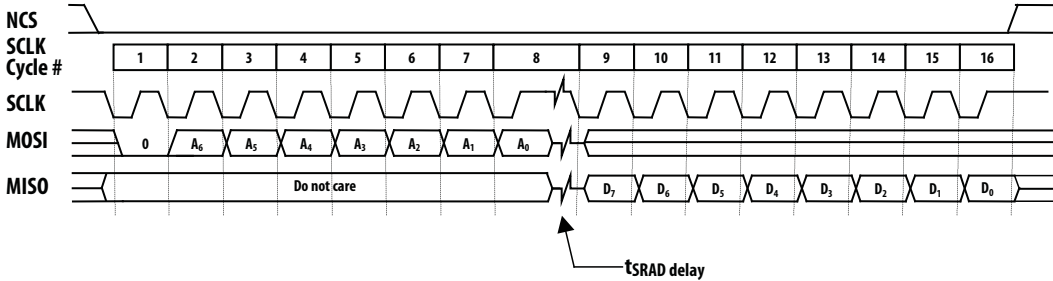 NCS
SCLK
Cycle #
1 2 3 4 5 6 7 8 9 10 11 12 13 14 15 16
SCLK
MOSI 0 A6 A5 A4 A3 A2 A1 A0
MISO Do not care D7 D6 D5 D4 D3 D2 D1 D0
tSRAD delay